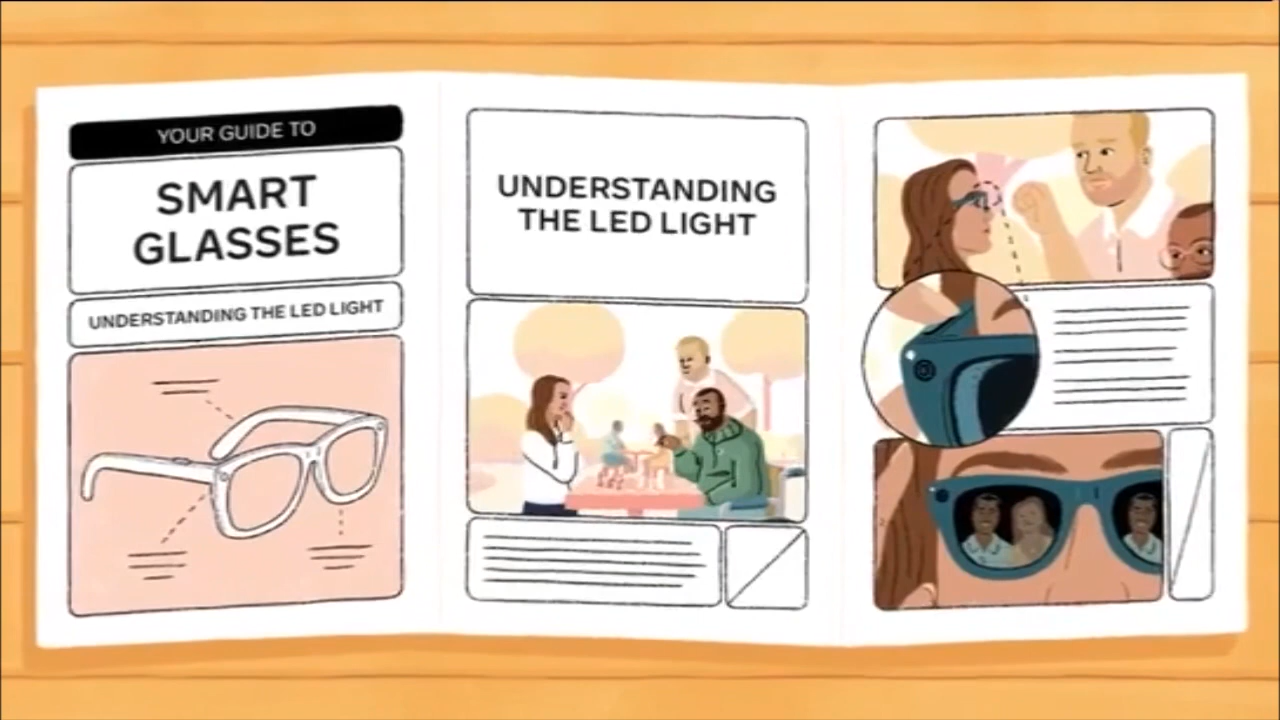 YOUR GUIDE TO
SMART
GLASSES
UNDERSTANDING THE LED LIGHT
UNDERSTANDING
THE LED LIGHT